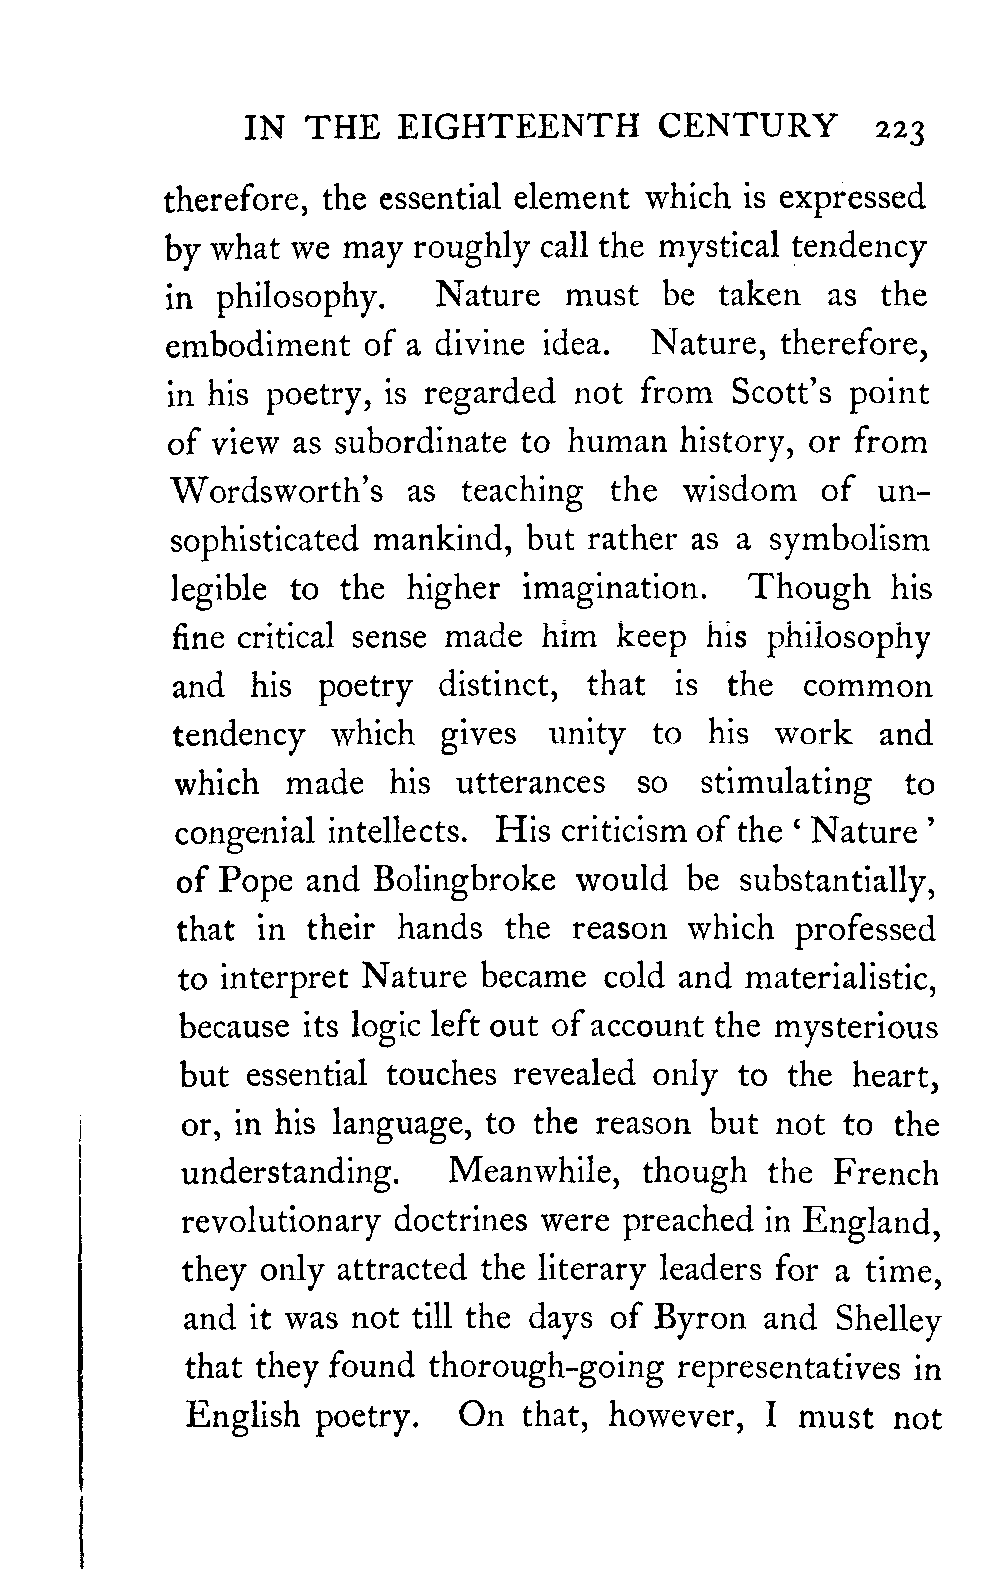 IN THE EIGHTEENTH CENTURY 223
therefore, the essential element which is expressed
by what we may roughly call the mystical tendency
in philosophy. Nature must be taken as the
embodiment of a divine idea. Nature, therefore,
in his poetry, is regarded not from Scott's point
of view as subordinate to human history, or from
Wordsworth's as teaching the wisdom of un-
sophisticated mankind, but rather as a symbolism
legible to the higher imagination. Though his
fine critical sense made him keep his philosophy
and his poetry distinct, that is the common
tendency which gives unity to his work and
which made his utterances so stimulating to
congenial intellects. His criticism of the ‘ Nature ’
of Pope and Bolingbroke would be substantially,
that in their hands the reason which professed
to interpret Nature became cold and materialistic,
because its logic left out of account the mysterious
but essential touches revealed only to the heart,
or, in his language, to the reason but not to the
understanding. Meanwhile, though the French
revolutionary doctrines were preached in England,
they only attracted the literary leaders for a time,
and it was not till the days of Byron and Shelley
that they found thorough-going representatives in
English poetry. On that, however, I must not